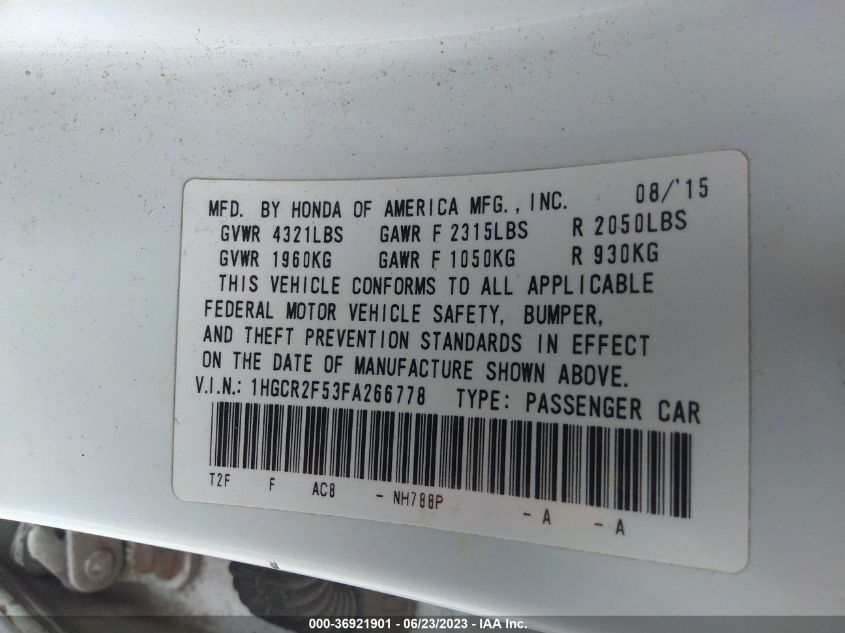 MFD. BY HONDA OF AMERICA MFG., INC. 08/'15
GVWR 4321LBS GAWR F 2315LBS R 2050LBS
GVWR 1960KG GAWR F 1050KG R 930KG
THIS VEHICLE CONFORMS TO ALL APPLICABLE
FEDERAL MOTOR VEHICLE SAFETY, BUMPER,
AND THEFT PREVENTION STANDARDS IN EFFECT
ON THE DATE OF MANUFACTURE SHOWN ABOVE.
V.I.N.: 1HGCR2F53FA266778 TYPE: PASSENGER CAR
T2F F AC8 - NH788P - A - A
000-36921901 / 06/23/2023 - IAA Inc.